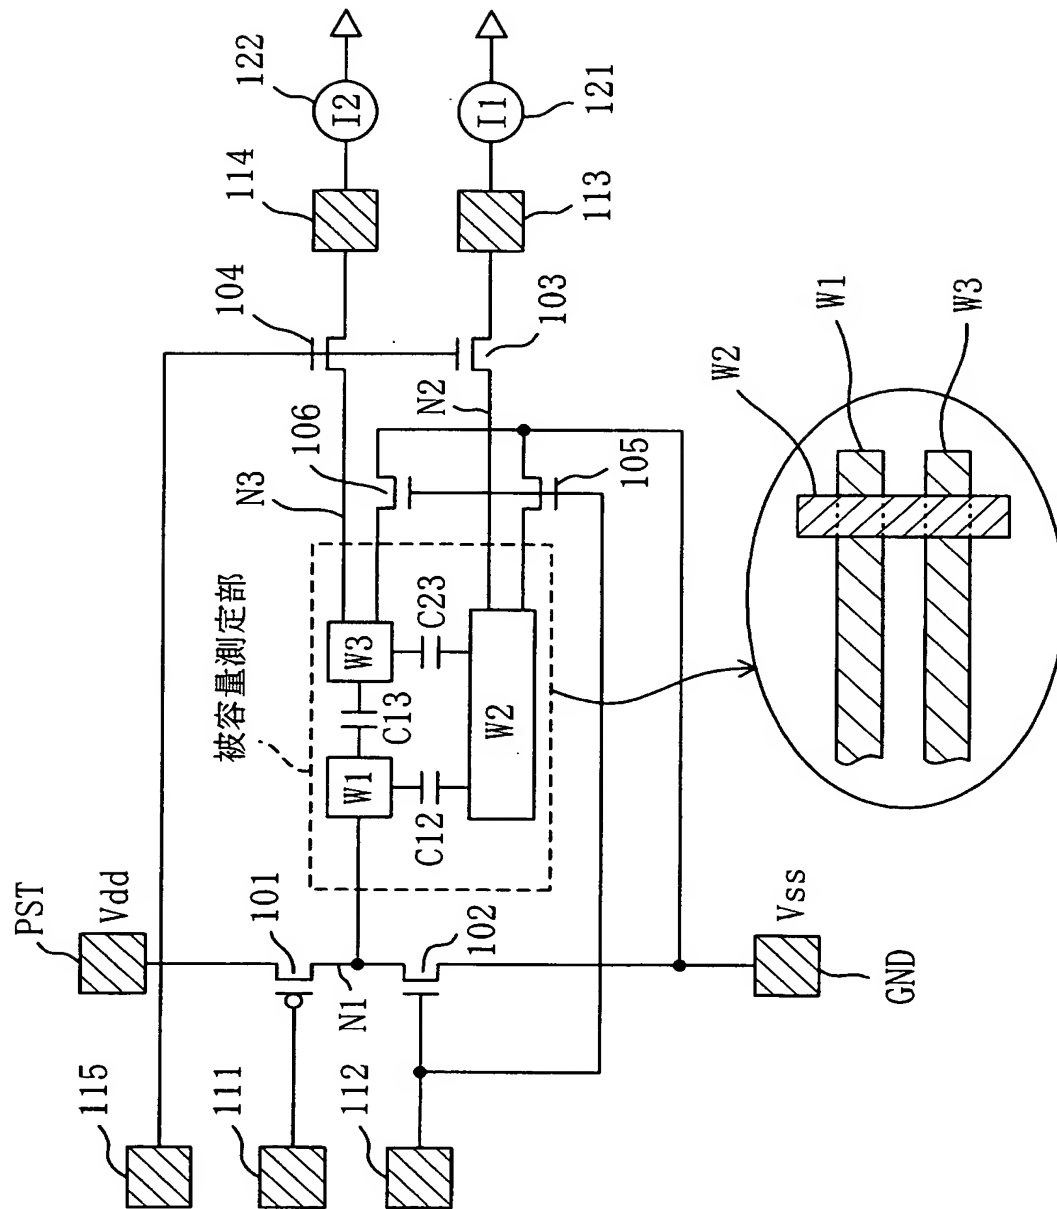 115
111
112
PST
Vdd
101
N1
102
Vss
GND
被容量測定部
W1
C13
W3
C12
C23
W2
N3
106
N2
105
104
103
114
113
122
I2
I1
121
W2
W1
W3